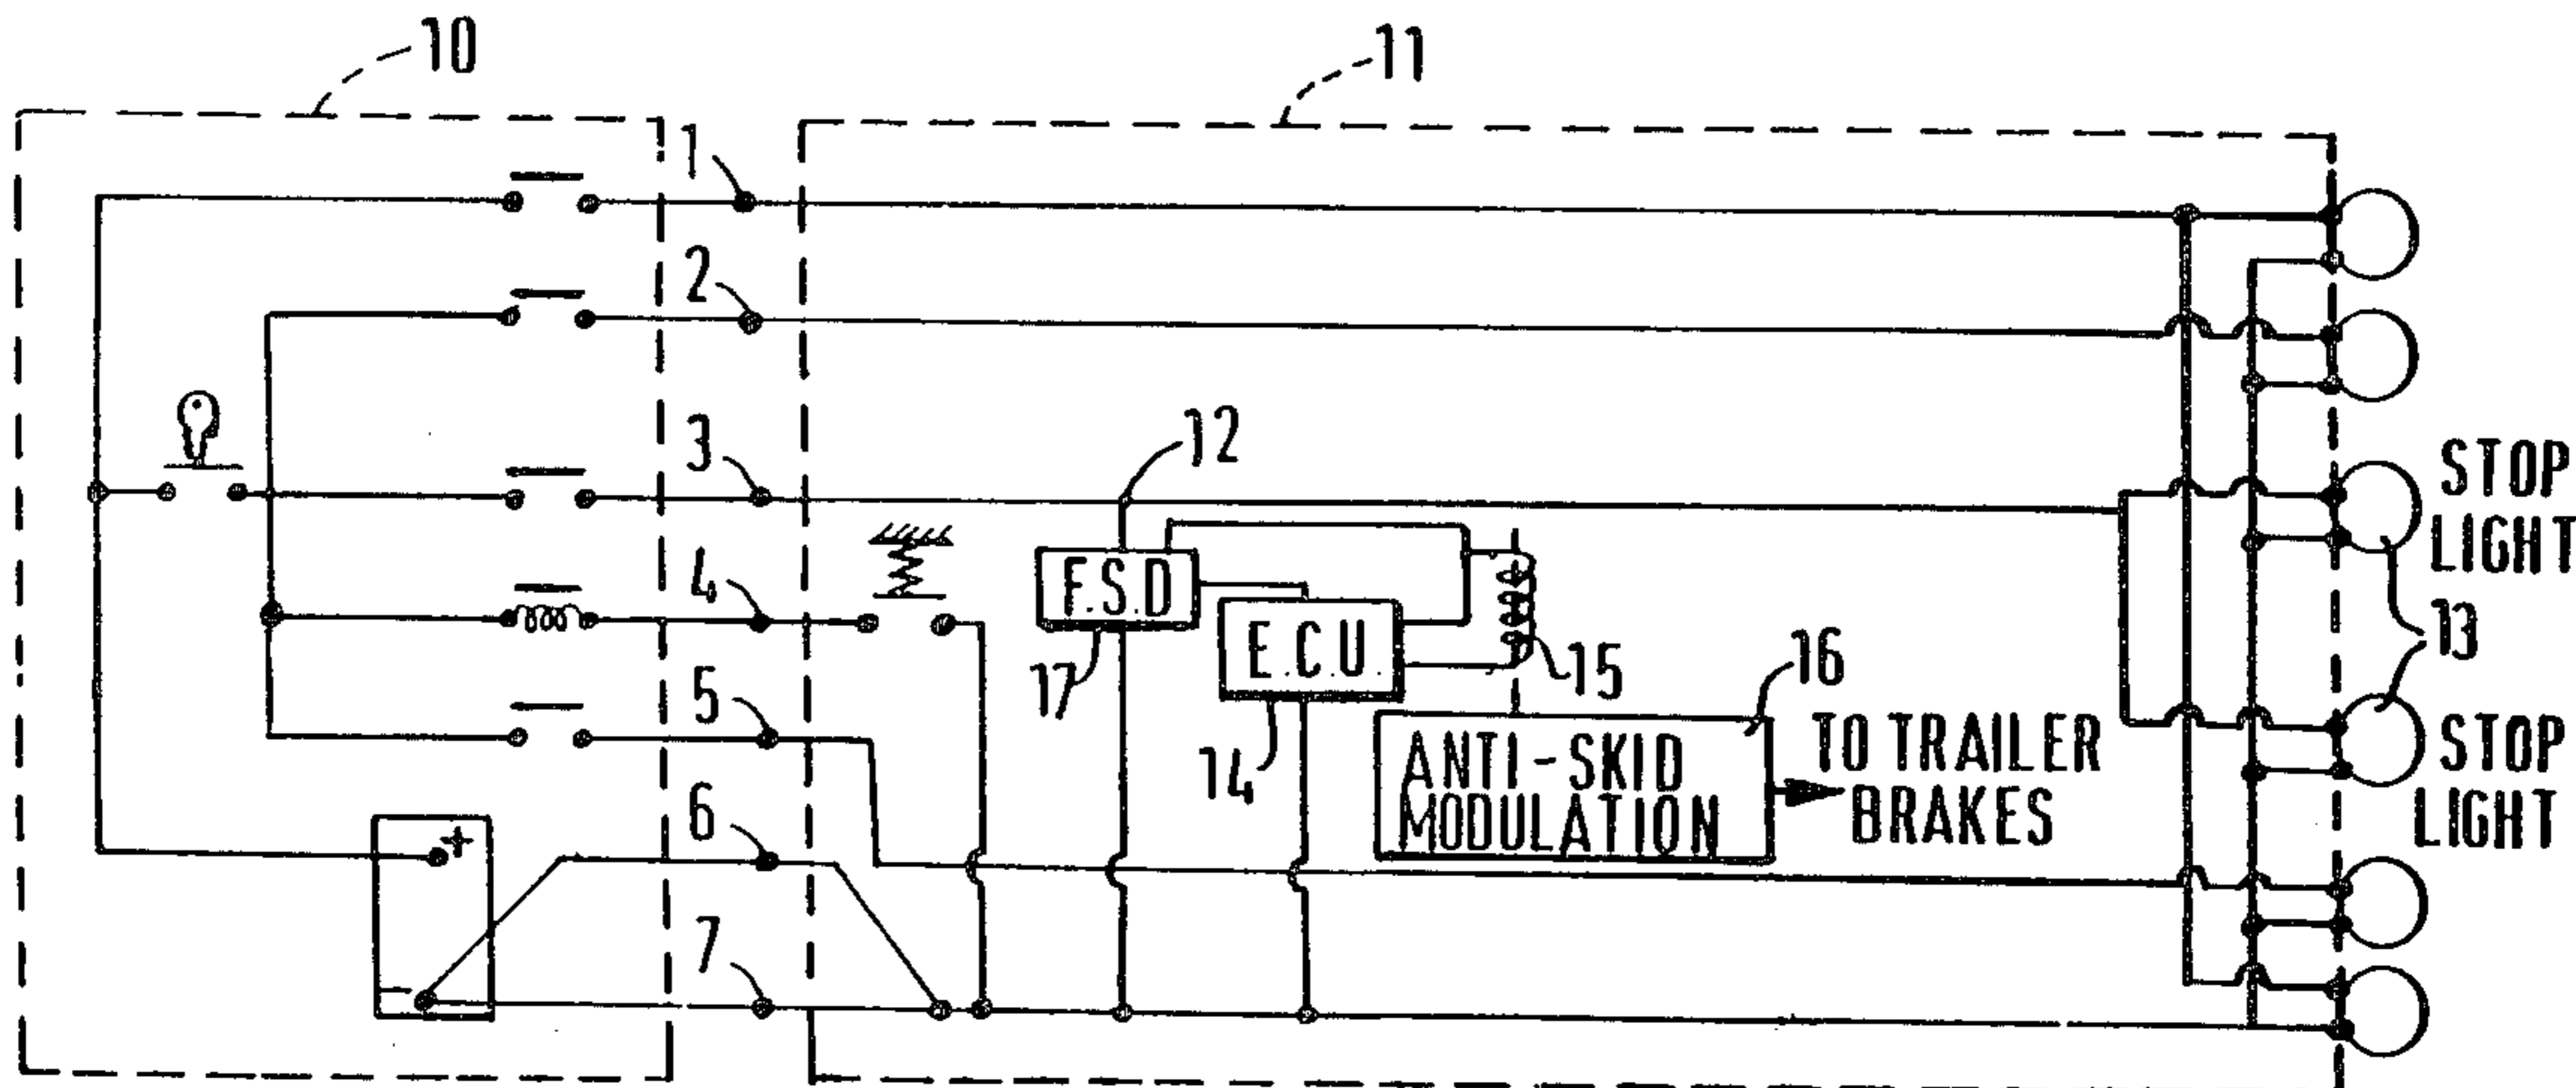 10
11
1
2
3
12
STOP
LIGHT
4
F.S.D
E.C.U.
13
17
15
16
5
14
ANTI-SKID
MODULATION
TO TRAILER
BRAKES
STOP
LIGHT
6
+
7
−